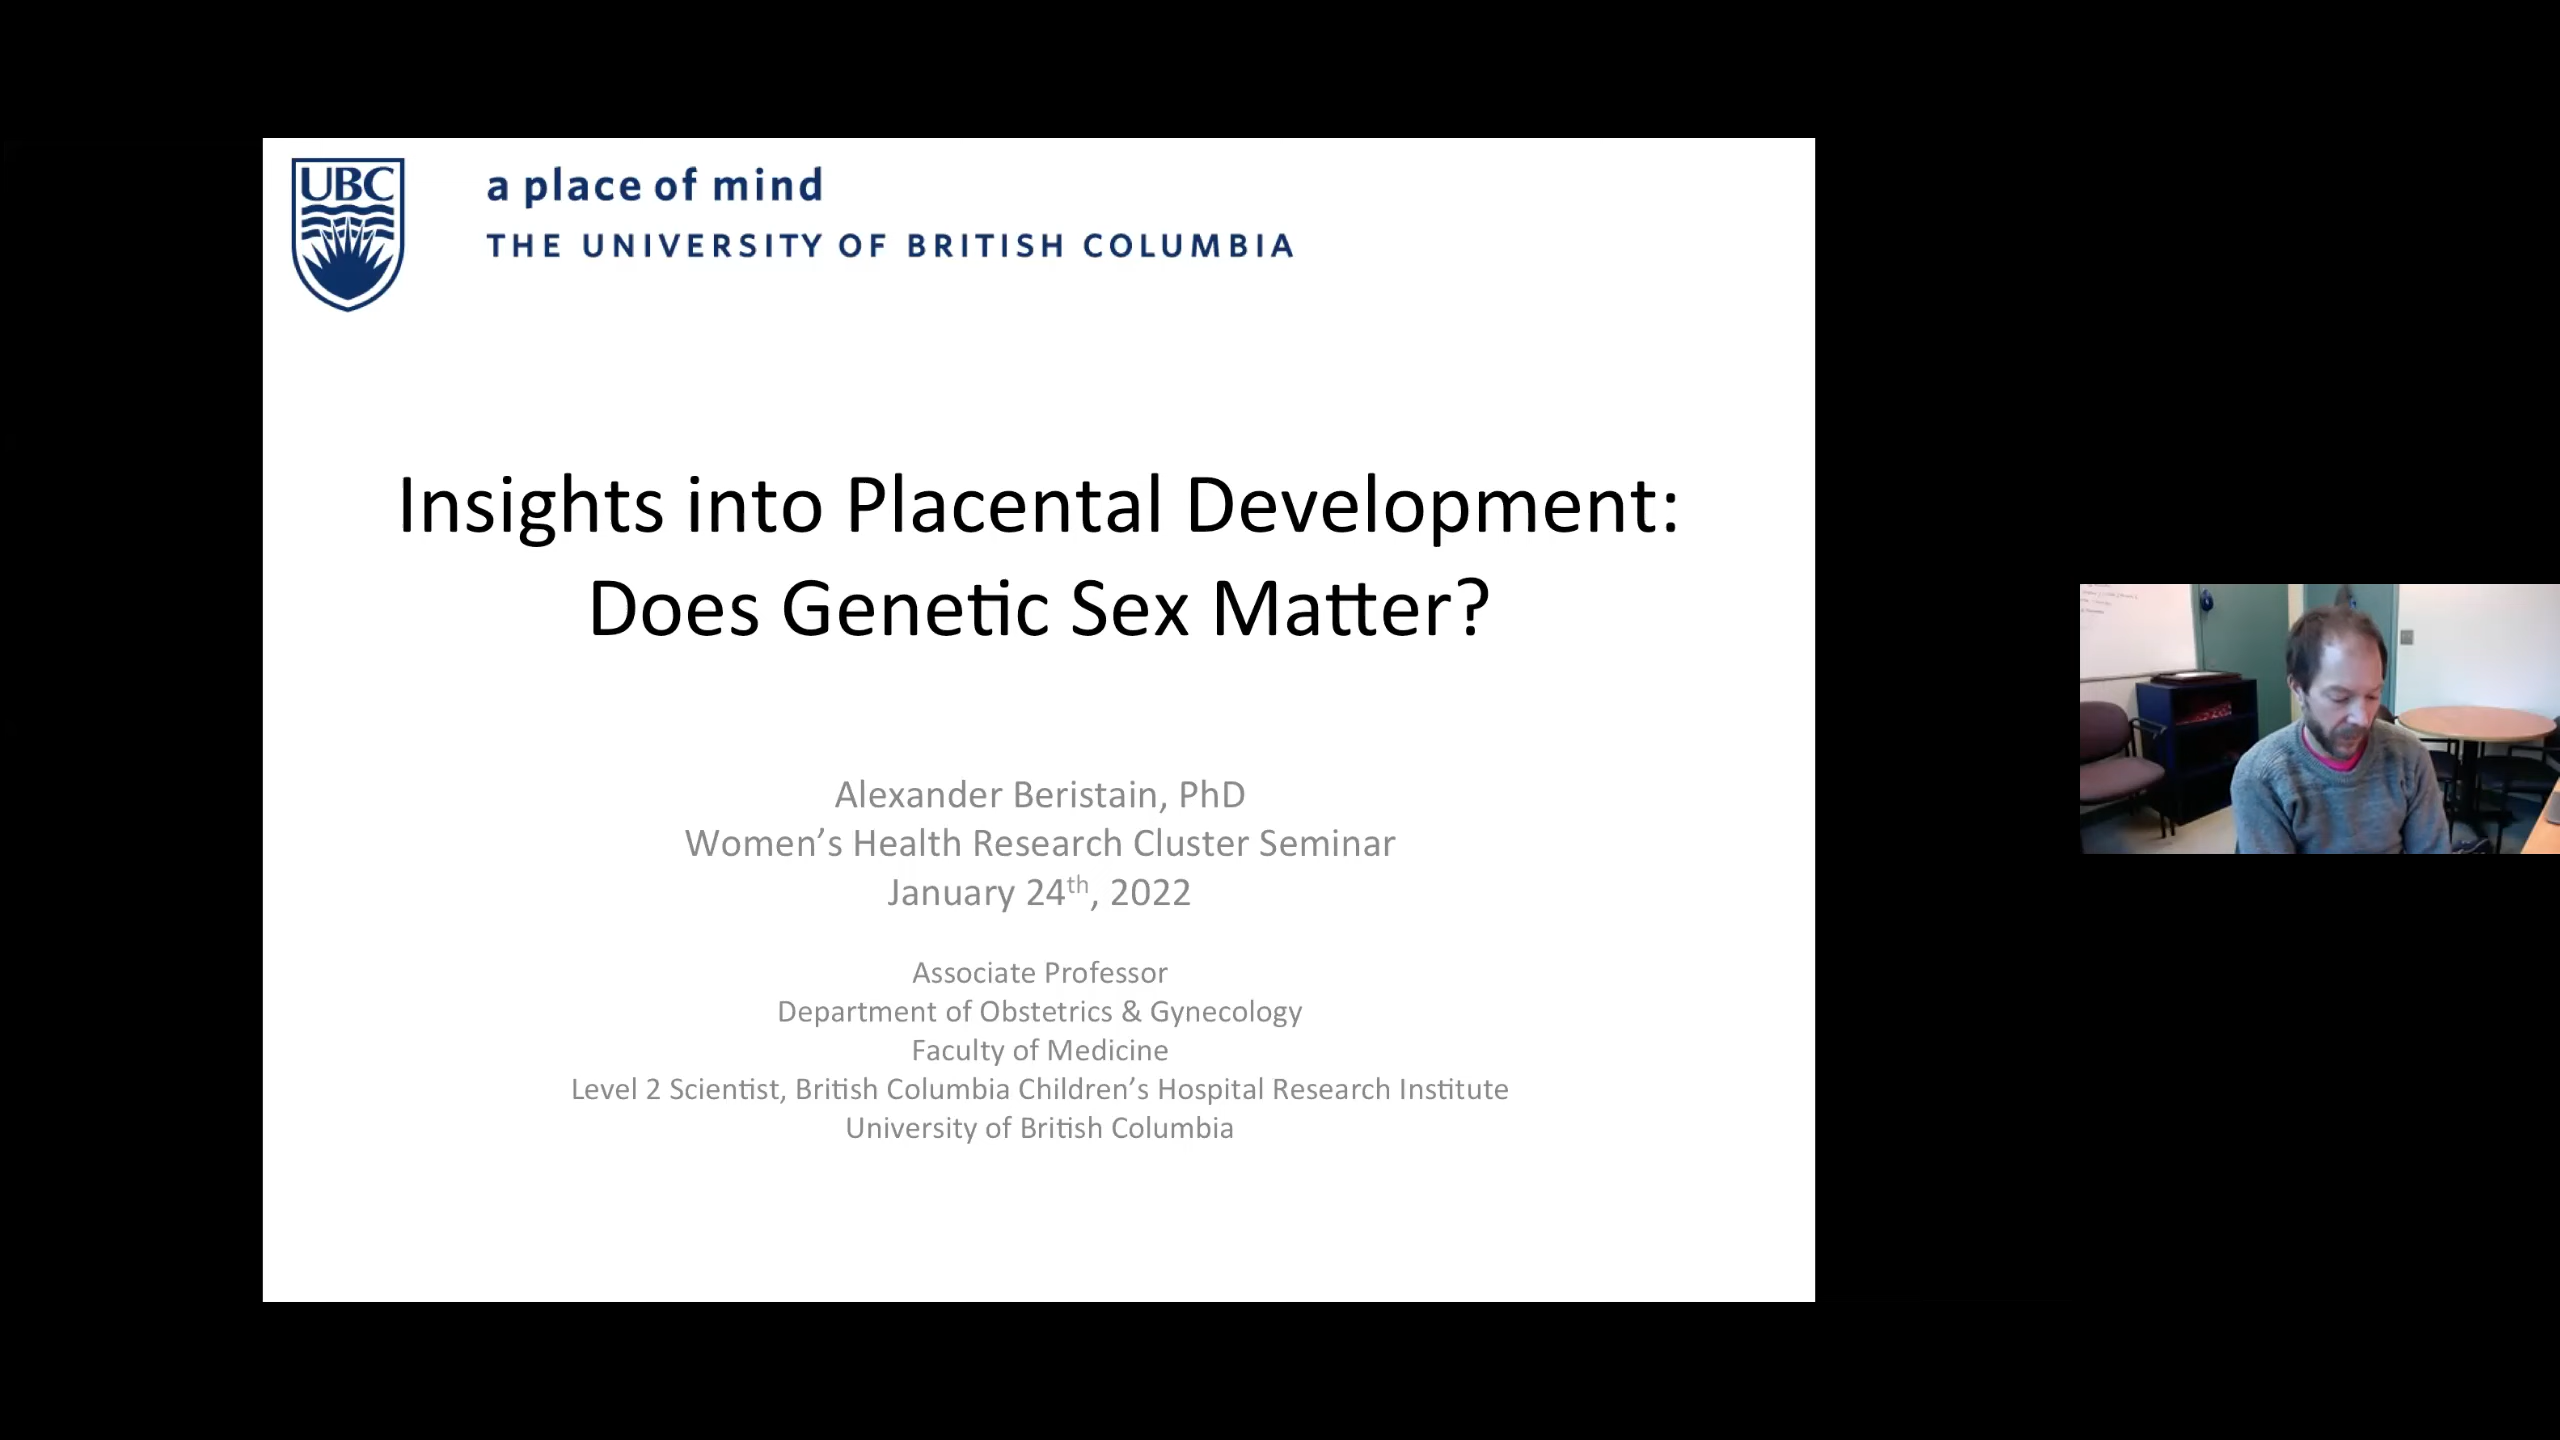 UBC
a place of mind
THE UNIVERSITY OF BRITISH COLUMBIA
Insights into Placental Development:
Does Genetic Sex Matter?
Alexander Beristain, PhD
Women’s Health Research Cluster Seminar
January 24th, 2022
Associate Professor
Department of Obstetrics & Gynecology
Faculty of Medicine
Level 2 Scientist, British Columbia Children’s Hospital Research Institute
University of British Columbia